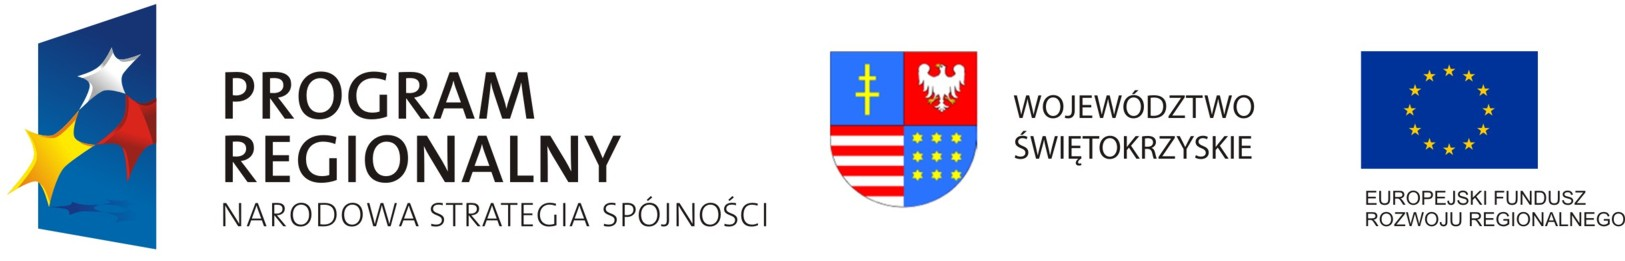 PROGRAM
REGIONALNY
NARODOWA STRATEGIA SPÓJNOŚCI
WOJEWÓDZTWO
ŚWIĘTOKRZYSKIE
EUROPEJSKI FUNDUSZ
ROZWOJU REGIONALNEGO